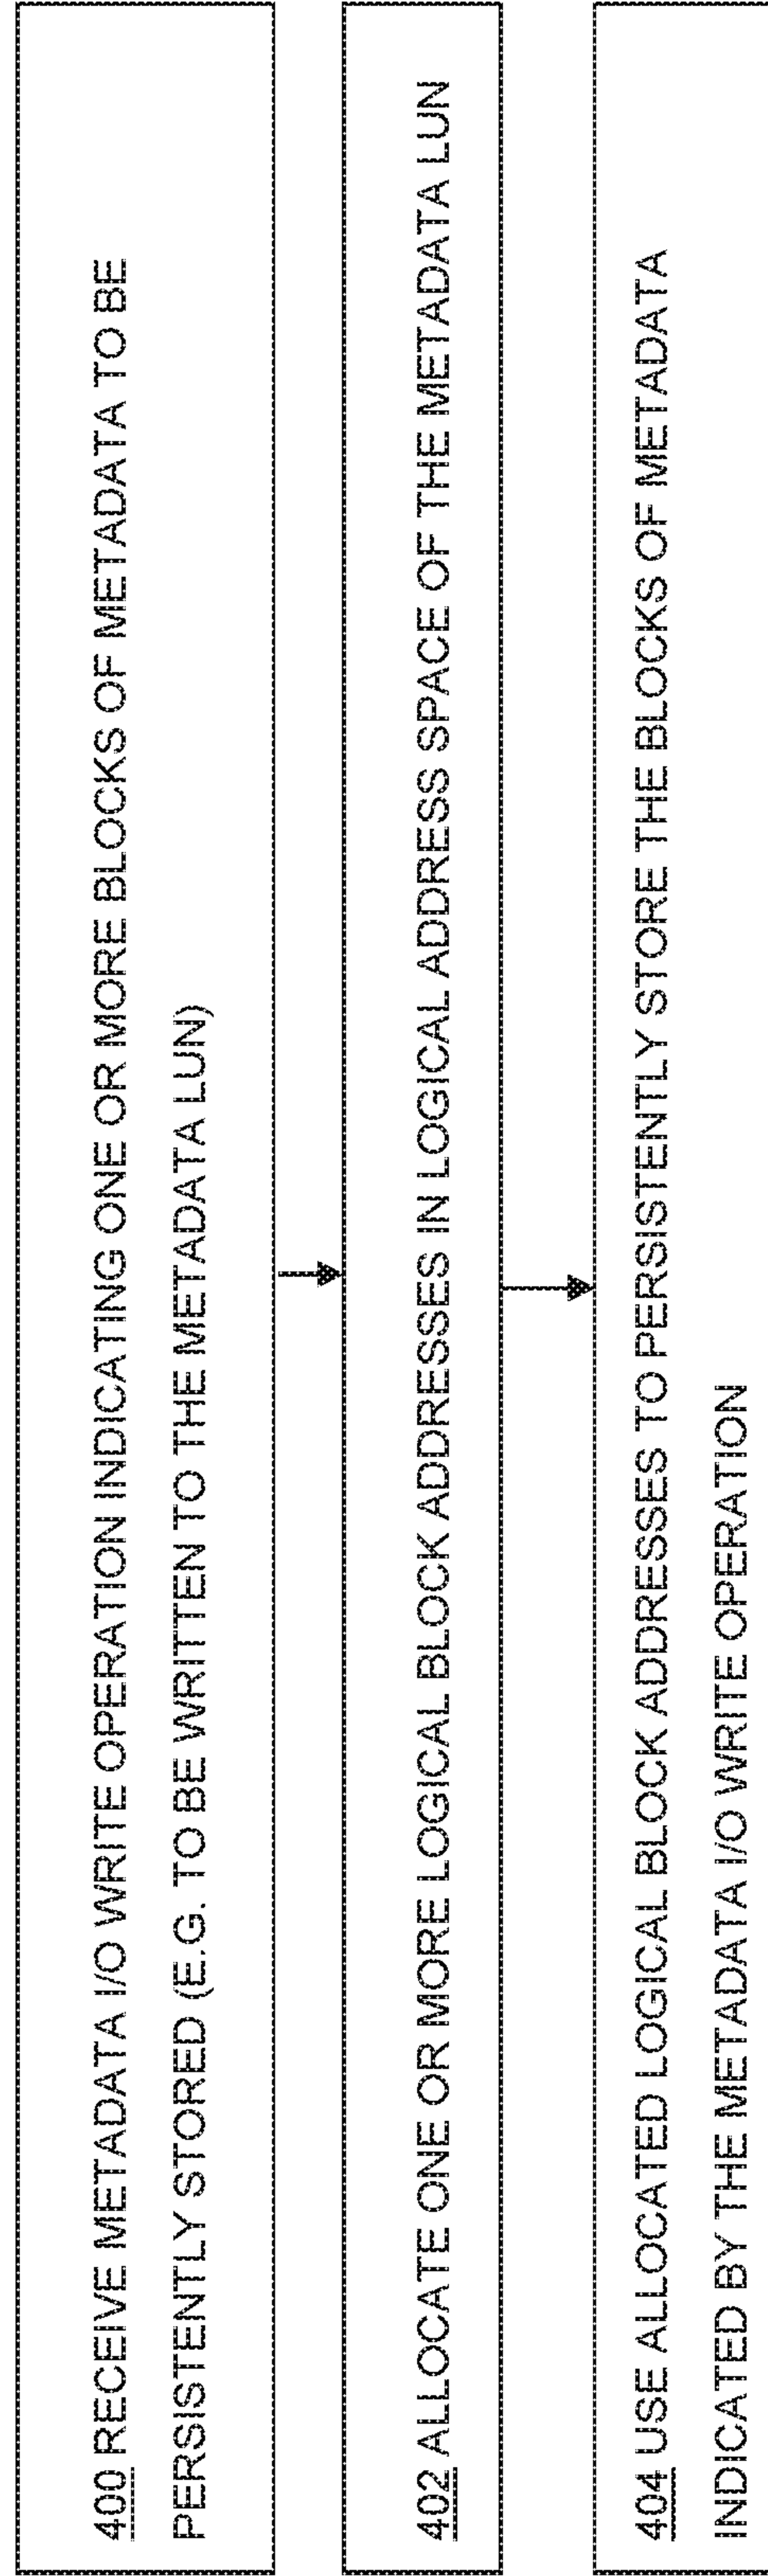 400 RECEIVE METADATA I/O WRITE OPERATION INDICATING ONE OR MORE BLOCKS OF METADATA TO BE
PERSISTENTLY STORED (E.G. TO BE WRITTEN TO THE METADATA LUN)
402 ALLOCATE ONE OR MORE LOGICAL BLOCK ADDRESSES IN LOGICAL ADDRESS SPACE OF THE METADATA LUN
404 USE ALLOCATED LOGICAL BLOCK ADDRESSES TO PERSISTENTLY STORE THE BLOCKS OF METADATA
INDICATED BY THE METADATA I/O WRITE OPERATION